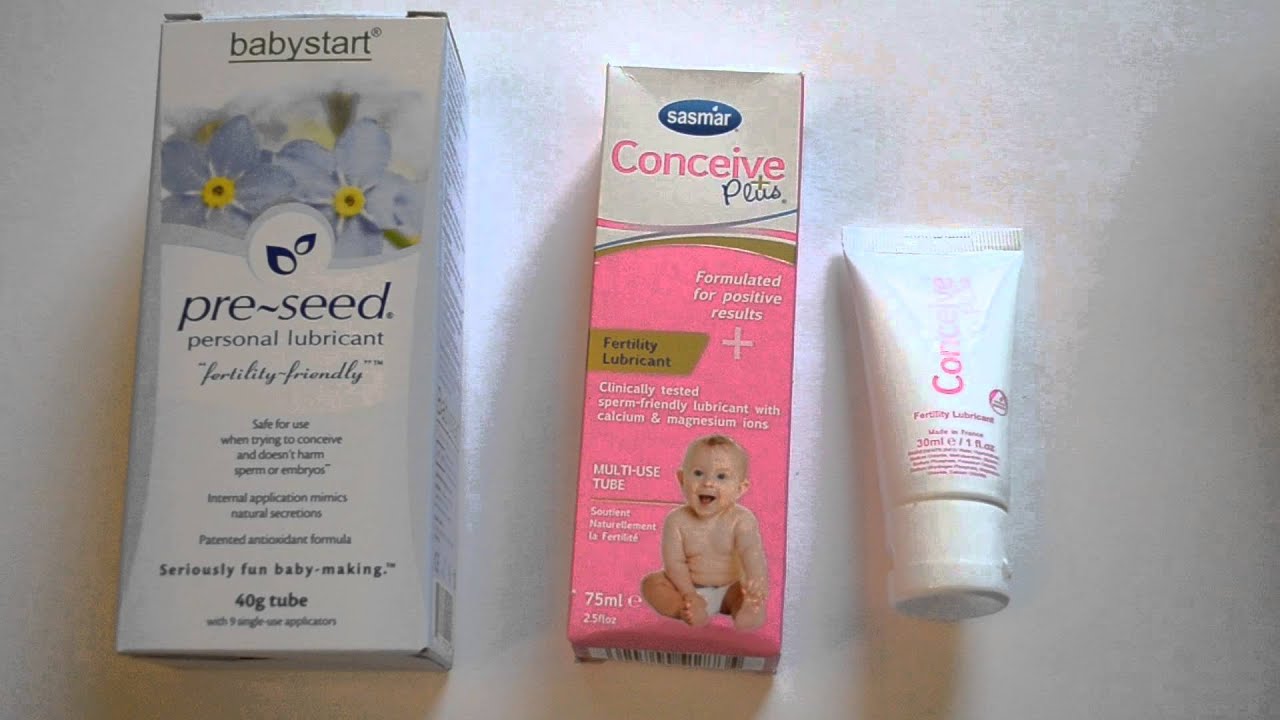 babystart®
pre~seed®
personal lubricant
"fertility~friendly"™
Safe for use
when trying to conceive
and doesn't harm
sperm or embryos™
Internal application mimics
natural secretions
Patented antioxidant formula
Seriously fun baby-making.™
40g tube
with 9 single-use applicators
sasmar®
Conceive
Plus®
Formulated
for positive
results
+
Fertility
Lubricant
Clinically tested
sperm-friendly lubricant with
calcium & magnesium ions
MULTI-USE
TUBE
Soutient
Naturellement
la Fertilité
75ml e
2.5floz
Conceive
Fertility Lubricant
Made in France
30ml e / 1 fl.oz